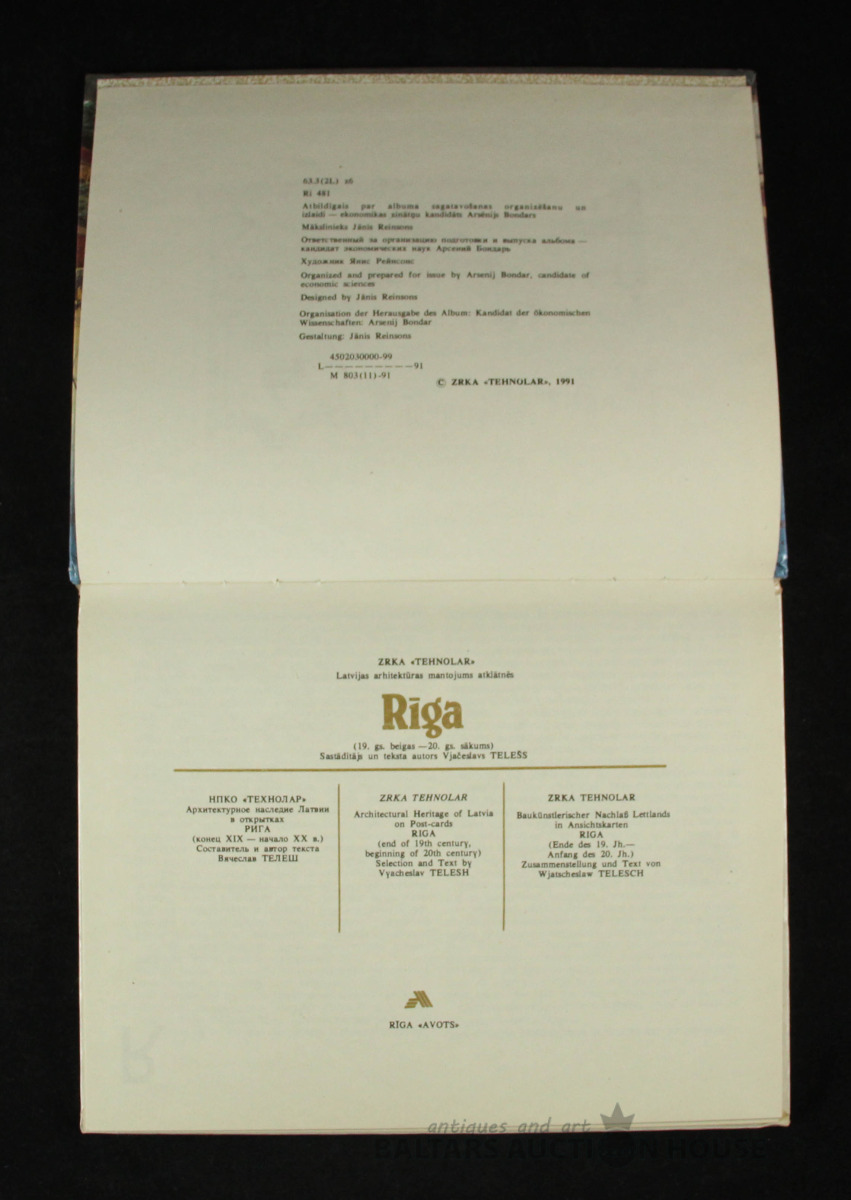 63.3(2L) z6
Ri 481
Atbildīgais par albuma sagatavošanas organizēšanu un
izlaidi — ekonomikas zinātņu kandidāts Arsēnijs Bondars
Mākslinieks Jānis Reinsons
Ответственный за организацию подготовки и выпуска альбома —
кандидат экономических наук Арсений Бондарь
Художник Янис Рейнсонс
Organized and prepared for issue by Arsenij Bondar, candidate of
economic sciences
Designed by Jānis Reinsons
Organisation der Herausgabe des Album: Kandidat der ökonomischen
Wissenschaften: Arsenij Bondar
Gestaltung: Jānis Reinsons
4502030000-99
L—————————91
M 803(11)-91
© ZRKA «TEHNOLAR», 1991
ZRKA «TEHNOLAR»
Latvijas arhitektūras mantojums atklātnēs
Rīga
(19. gs. beigas —20. gs. sākums)
Sastādītājs un teksta autors Vjačeslavs TELEŠS
НПКО «ТЕХНОЛАР»
Архитектурное наследие Латвии
в открытках
РИГА
(конец XIX — начало XX в.)
Составитель и автор текста
Вячеслав ТЕЛЕШ
ZRKA TEHNOLAR
Architectural Heritage of Latvia
on Post-cards
RIGA
(end of 19th century,
beginning of 20th century)
Selection and Text by
Vyacheslav TELESH
ZRKA TEHNOLAR
Baukünstlerischer Nachlaß Lettlands
in Ansichtskarten
RIGA
(Ende des 19. Jh.—
Anfang des 20. Jh.)
Zusammenstellung und Text von
Wjatscheslaw TELESCH
RĪGA «AVOTS»
antiques and art
BALTARS AUCTION HOUSE